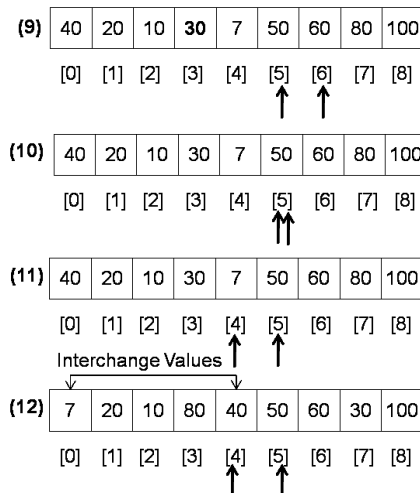 (9) 40 20 10 30 7 50 60 80 100
[0] [1] [2] [3] [4] [5] [6] [7] [8]
(10) 40 20 10 30 7 50 60 80 100
[0] [1] [2] [3] [4] [5] [6] [7] [8]
(11) 40 20 10 30 7 50 60 80 100
[0] [1] [2] [3] [4] [5] [6] [7] [8]
Interchange Values
(12) 7 20 10 80 40 50 60 30 100
[0] [1] [2] [3] [4] [5] [6] [7] [8]